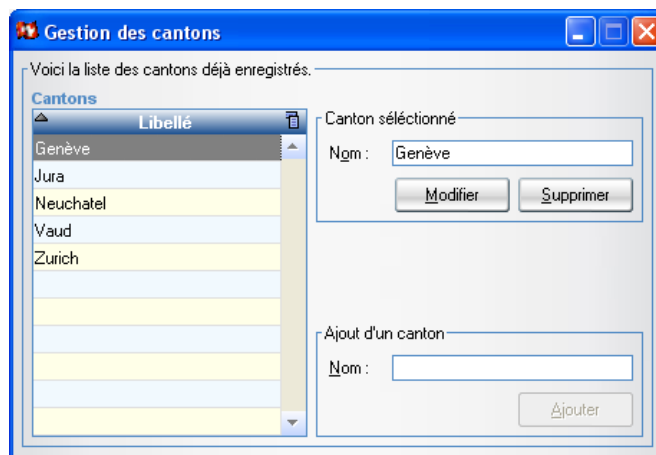 Gestion des cantons
Voici la liste des cantons déjà enregistrés.
Cantons
Libellé
Genève
Jura
Neuchatel
Vaud
Zurich
Canton séléctionné
Nom : Genève
Modifier Supprimer
Ajout d'un canton
Nom :
Ajouter